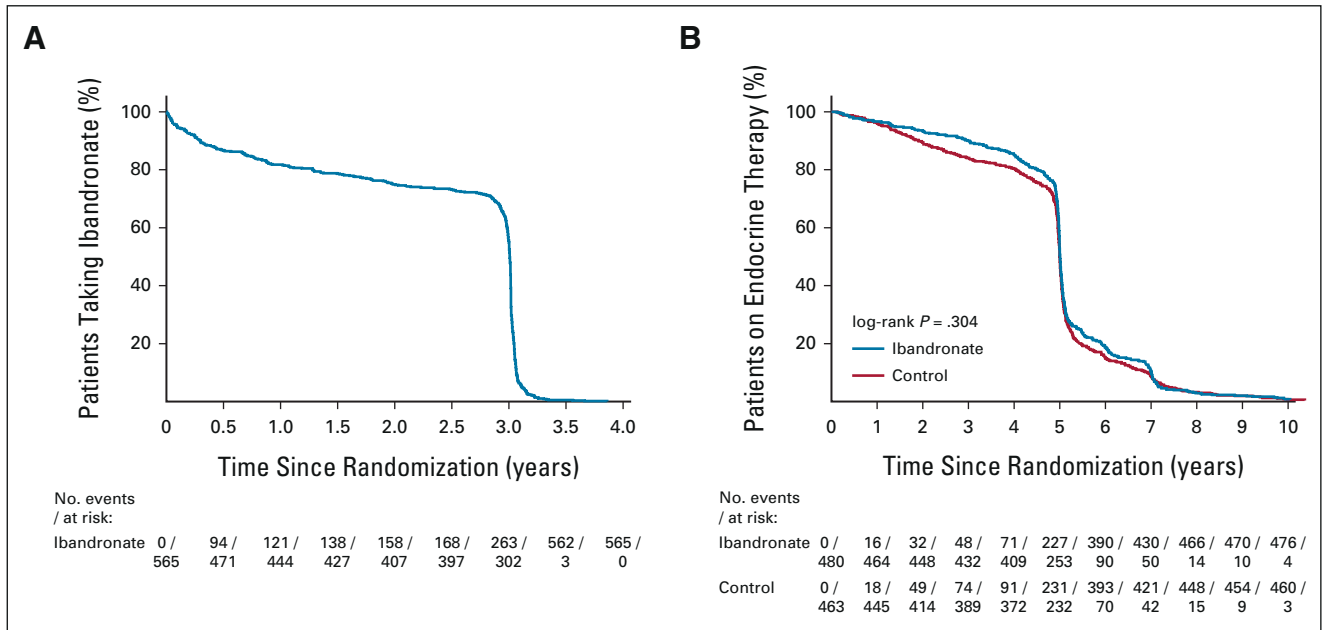 A
Patients Taking Ibandronate (%)
100
80
60
40
20
0 0.5 1.0 1.5 2.0 2.5 3.0 3.5 4.0
Time Since Randomization (years)
No. events
/ at risk:
Ibandronate 0 / 94 / 121 / 138 / 158 / 168 / 263 / 562 / 565 /
565 471 444 427 407 397 302 3 0
B
Patients on Endocrine Therapy (%)
100
80
60
40
20
log-rank P = .304
Ibandronate
Control
0 1 2 3 4 5 6 7 8 9 10
Time Since Randomization (years)
No. events
/ at risk:
Ibandronate 0 / 16 / 32 / 48 / 71 / 227 / 390 / 430 / 466 / 470 / 476 /
480 464 448 432 409 253 90 50 14 10 4
Control 0 / 18 / 49 / 74 / 91 / 231 / 393 / 421 / 448 / 454 / 460 /
463 445 414 389 372 232 70 42 15 9 3